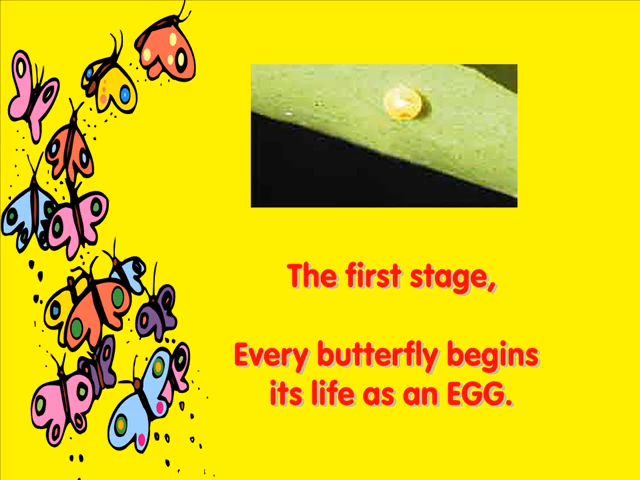 The first stage,
Every butterfly begins
its life as an EGG.